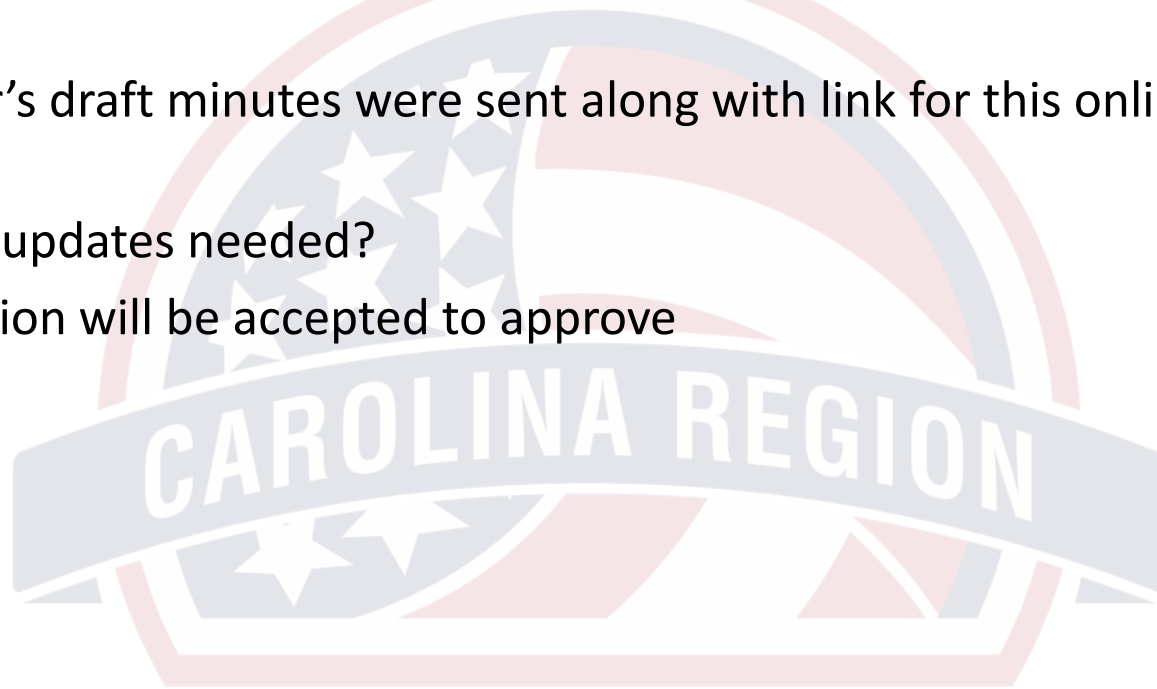 ’s draft minutes were sent along with link for this onli
updates needed?
ion will be accepted to approve
CAROLINA REGION